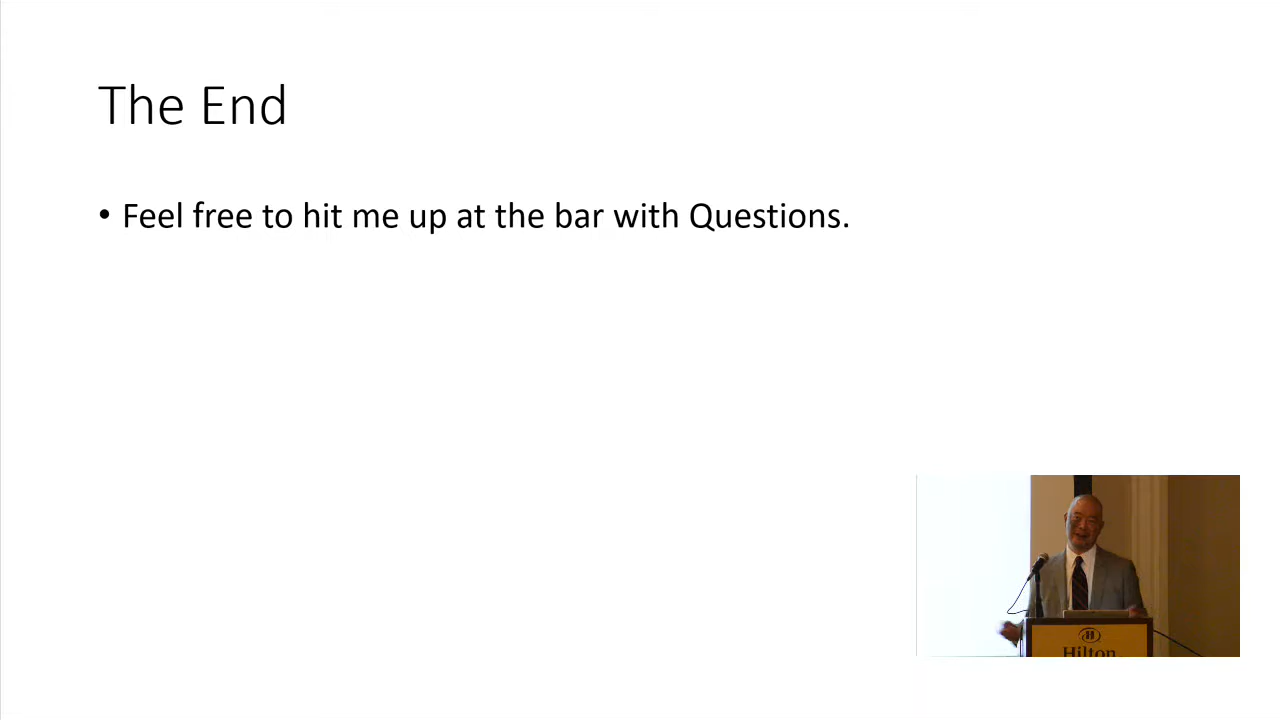 The End
• Feel free to hit me up at the bar with Questions.
Hilton